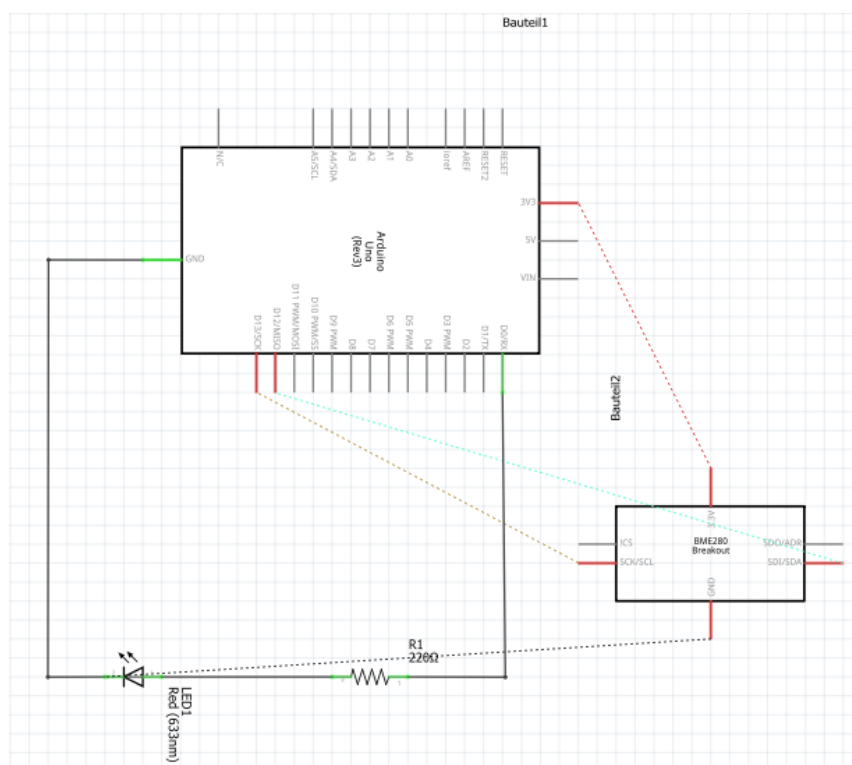 Bauteil1
N/C
A5/SCL
A4/SDA
A3
A2
A1
A0
Ioref
AREF
RESET2
RESET
3V3
5V
VIN
GND
Arduino
Uno
(Rev3)
D13/SCK
D12/MISO
D11 PWM/MOSI
D10 PWM/SS
D9 PWM
D8
D7
D6 PWM
D5 PWM
D4
D3 PWM
D2
D1/TX
D0/RX
Bauteil2
3V3
BME280
Breakout
!CS
SCK/SCL
SDO/ADR
SDI/SDA
GND
R1
220Ω
LED1
Red (633nm)